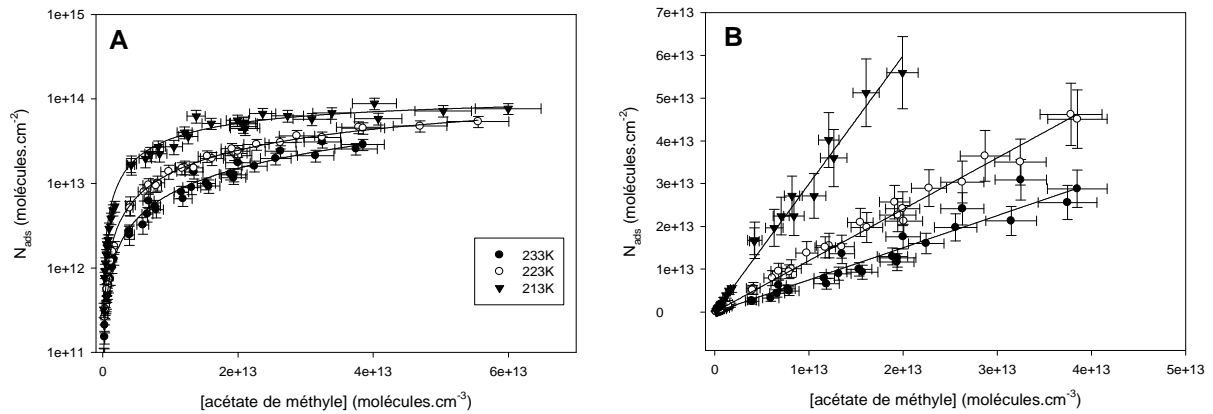 A
1e+15
1e+14
1e+13
1e+12
1e+11
N_ads (molécules.cm⁻²)
233K
223K
213K
0 2e+13 4e+13 6e+13
[acétate de méthyle] (molécules.cm⁻³)
B
7e+13
6e+13
5e+13
4e+13
3e+13
2e+13
1e+13
0
N_ads (molécules.cm⁻²)
0 1e+13 2e+13 3e+13 4e+13 5e+13
[acétate de méthyle] (molécules.cm⁻³)